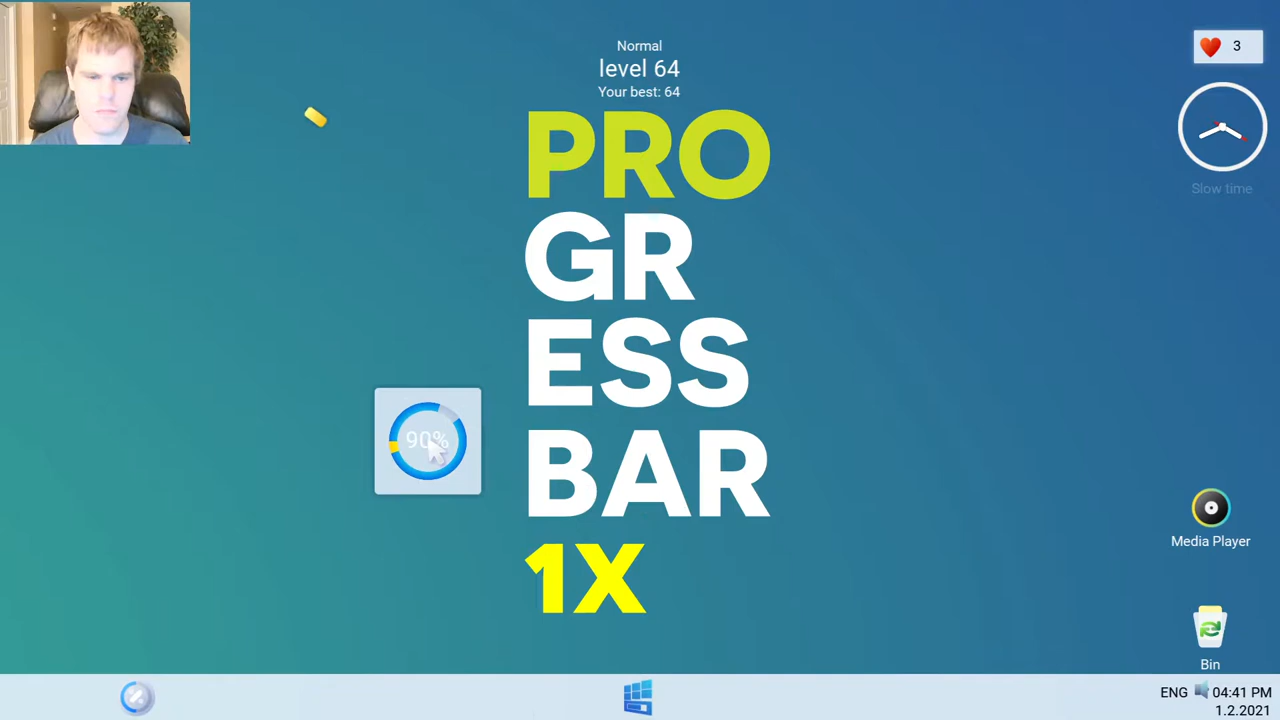 Normal
level 64
Your best: 64
3
Slow time
PRO
GR
ESS
BAR
1X
90%
Media Player
Bin
ENG 04:41 PM
1.2.2021